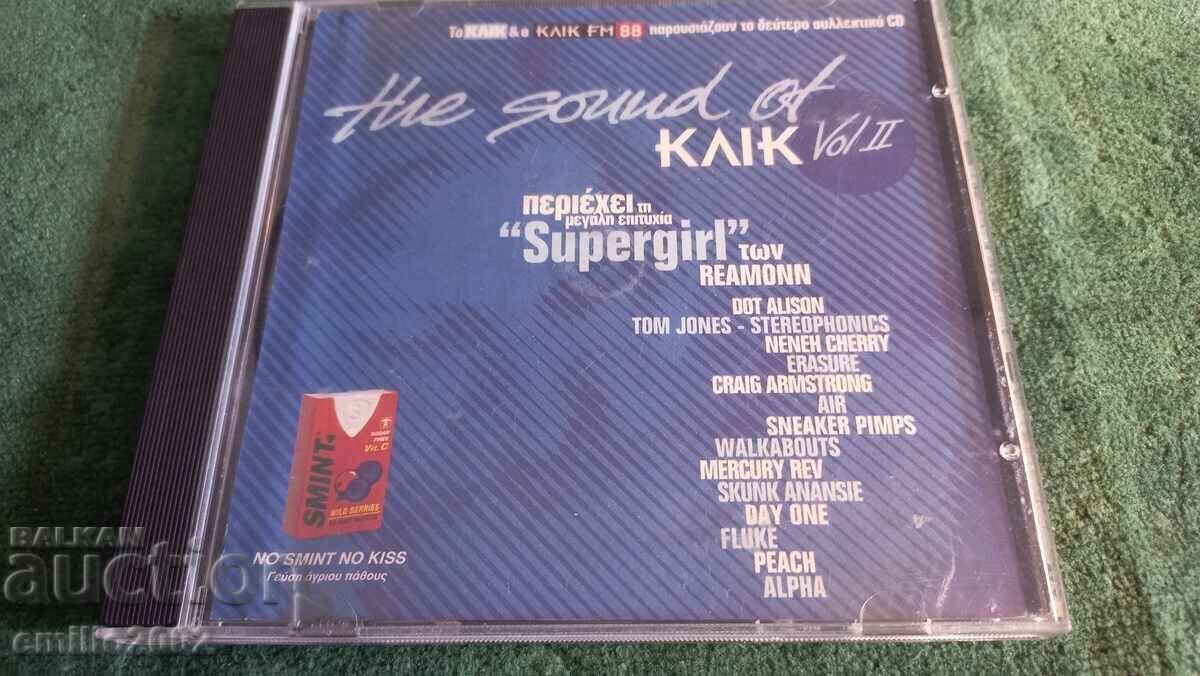 Το ΚΛΙΚ & ο ΚΛΙΚ FM 88 παρουσιάζουν το δεύτερο συλλεκτικό CD
the sound of
ΚΛΙΚ Vol II
περιέχει τη
μεγάλη επιτυχία
“Supergirl” των
REAMONN
DOT ALISON
TOM JONES - STEREOPHONICS
NENEH CHERRY
ERASURE
CRAIG ARMSTRONG
AIR
SNEAKER PIMPS
WALKABOUTS
MERCURY REV
SKUNK ANANSIE
DAY ONE
FLUKE
PEACH
ALPHA
SUGAR
FREE
Vit. C
SMINT
WILD BERRIES
NO SMINT NO KISS
Γεύση άγριου πάθους
BALKAN
auction
emili_2002